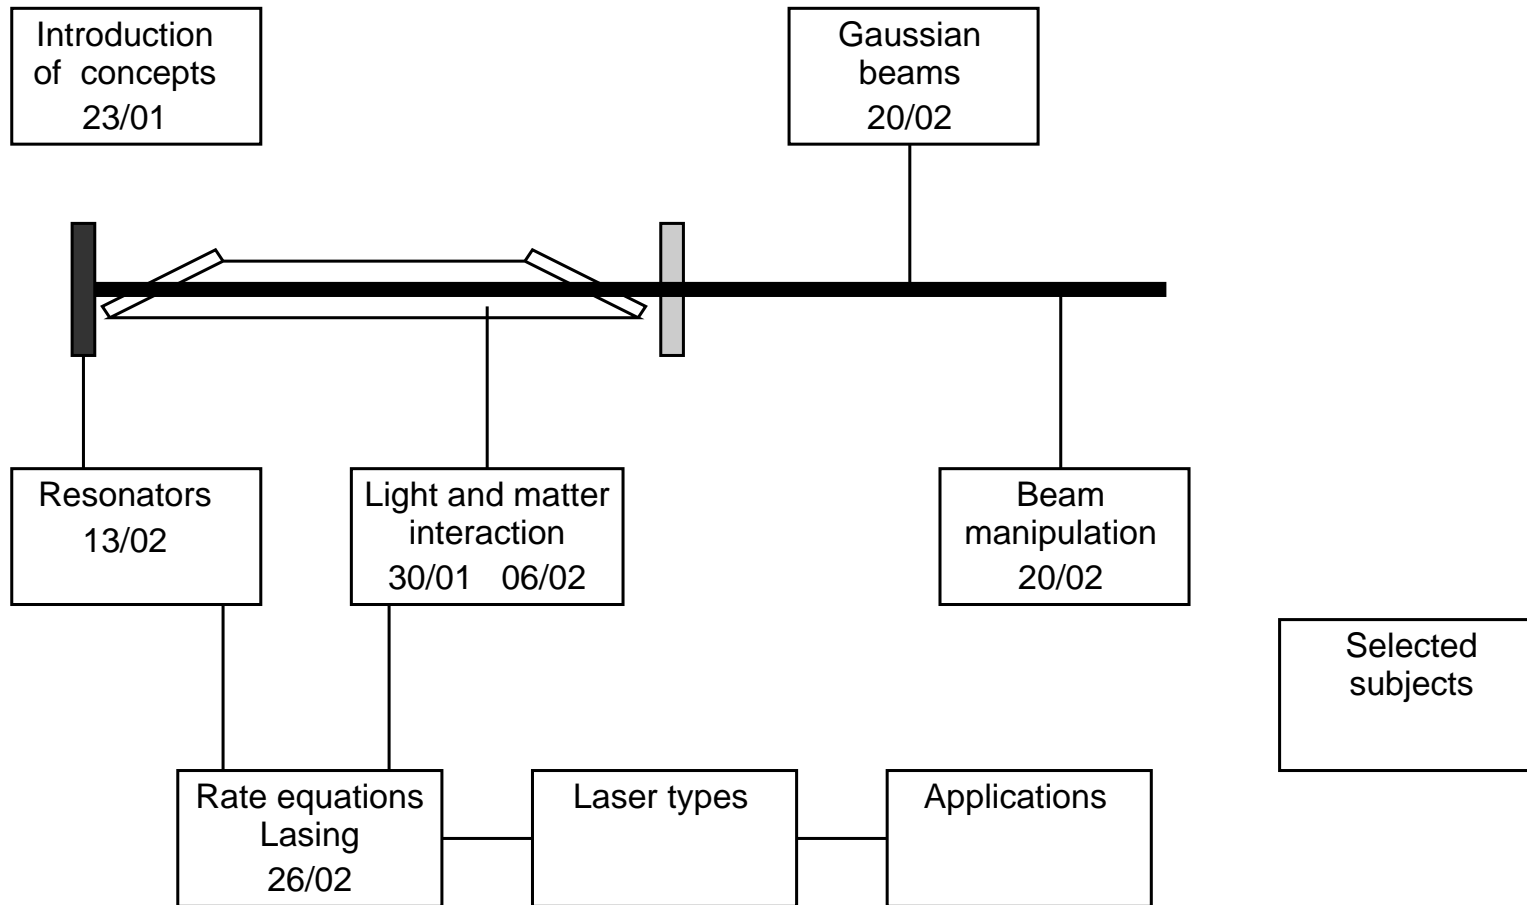 Introduction
of concepts
23/01
Gaussian
beams
20/02
Resonators
13/02
Light and matter
interaction
30/01 06/02
Beam
manipulation
20/02
Selected
subjects
Rate equations
Lasing
26/02
Laser types
Applications